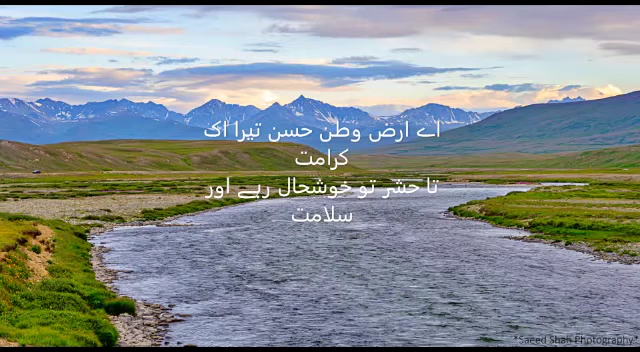 اے ارض وطن حسن تیرا اک
کرامت
تا حشر تو خوشحال رہے اور
سلامت
*Saeed Shah Photography*